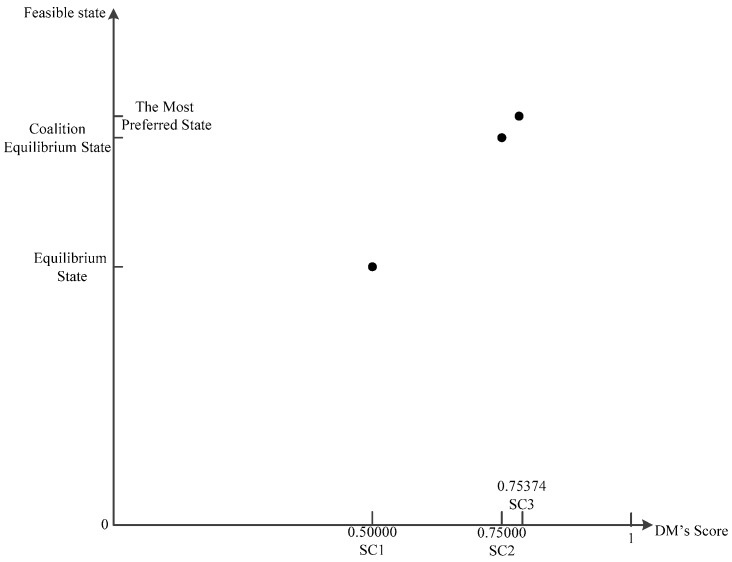 Feasible state
The Most
Preferred State
Coalition
Equilibrium State
Equilibrium
State
0.75374
SC3
0
0.50000
SC1
0.75000
SC2
1
DM's Score